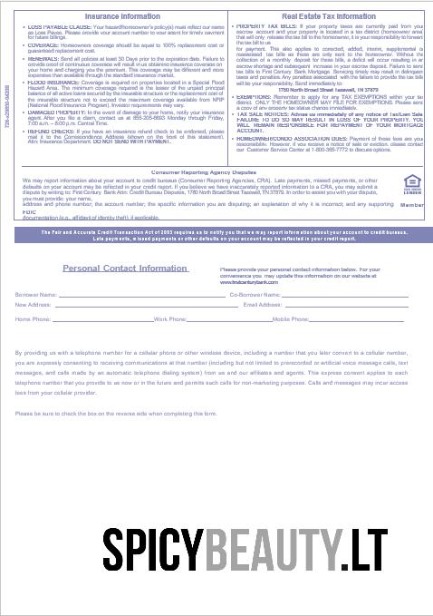 Insurance Information
• LOSS PAYABLE CLAUSE: Your hazard/homeowner's policy(s) must reflect our name
as Loss Payee. Please provide your account number to your agent for timely payment
for future billings.
• COVERAGE: Homeowners coverage should be equal to 100% replacement cost or
guaranteed replacement cost.
• RENEWALS: Send all policies at least 30 Days prior to the expiration date. Failure to
provide proof of continuous coverage will result in us obtaining insurance coverage on
your home and charging you the premium. This coverage may be different and more
expensive than available through the standard insurance market.
• FLOOD INSURANCE: Coverage is required on properties located in a Special Flood
Hazard Area. The minimum coverage required is the lesser of the unpaid principal
balance of all active loans secured by the insurable structure or the replacement cost of
the insurable structure not to exceed the maximum coverage available from NFIP
(National Flood Insurance Program). Investor requirements may vary.
• DAMAGED PROPERTY: In the event of damage to your home, notify your insurance
agent. After you file a claim, contact us at Monday through Friday,
7:00 a.m. – 8:00 p.m. Central Time.
• REFUND CHECKS: If you have an insurance refund check to be endorsed, please
mail it to the Correspondence Address (shown on the front of this statement).
Attn: Insurance Department. DO NOT SEND WITH PAYMENT.
Real Estate Tax Information
• PROPERTY TAX BILLS: If your property taxes are currently paid from your
escrow account and your property is located in a tax district (homeowner area)
that will only release the tax bill to the homeowner, it is your responsibility to forward
the tax bill to us
for payment. This also applies to corrected, added, interim, supplemental &
reassessed tax bills as these are only sent to the homeowner. Without the
collection of a monthly deposit for these bills, a deficit will occur resulting in an
escrow shortage and subsequent increase in your escrow deposit. Failure to send
tax bills to First Century Bank Mortgage Servicing timely may result in delinquent
taxes and penalties. Any penalties associated with the failure to provide the tax bill
will be your responsibility. Send immediately to
1780 North Broad Street Tazewell, TN 37879
• EXEMPTIONS: Remember to apply for any TAX EXEMPTIONS within your tax
district. ONLY THE HOMEOWNER MAY FILE FOR EXEMPTIONS. Please send
a copy of any property tax status changes immediately.
• TAX SALE NOTICES: Advise us immediately of any notice of tax/Lien Sale
FAILURE TO DO SO MAY RESULT IN LOSS OF YOUR PROPERTY. YOU
WILL REMAIN RESPONSIBLE FOR REPAYMENT OF YOUR MORTGAGE
ACCOUNT.
• HOMEOWNERS ASSOCIATION DUES: Payment of these fees are your
responsibility. However, if you receive a notice of sale or eviction, please contact
our Customer Service Center at 1-800-368-7772 to discuss options.
Consumer Reporting Agency Disputes
We may report information about your account to credit bureaus (Consumer Reporting Agencies, CRA). Late payments, missed payments, or other
defaults on your account may be reflected in your credit report. If you believe we have inaccurately reported information to a CRA, you may submit a
dispute by writing to: First Century Bank Attn: Credit Bureau Disputes, 1780 North Broad Street Tazewell, TN 37879. In order to assist you with your dispute,
you must provide: your name,
address and phone number, the account number, the specific information you are disputing; an explanation of why it is incorrect; and any supporting
Member
FDIC
documentation (e.g., affidavit of identity theft), if applicable.
The Fair and Accurate Credit Transaction Act of 2003 requires us to notify you that we may report information about your account to credit bureaus.
Late payments, missed payments or other defaults on your account may be reflected in your credit report.
Personal Contact Information
Please provide your personal contact information below. For your
convenience you may update the information on our website at
www.firstcenturybank.com
Borrower Name: Co-Borrower Name:
New Address: Email Address:
Home Phone: Work Phone: Mobile Phone:
By providing us with a telephone number for a cellular phone or other wireless device, including a number that you later convert to a cellular number,
you are expressly consenting to receiving communications at that number (including but not limited to prerecorded or artificial voice message calls, text
messages, and calls made by an automatic telephone dialing system) from us and our affiliates and agents. This express consent applies to each
telephone number that you provide to us now or in the future and permits such calls for non-marketing purposes. Calls and messages may incur access
fees from your cellular provider.
Please be sure to check the box on the reverse side when completing the form.
SPICYBEAUTY.LT